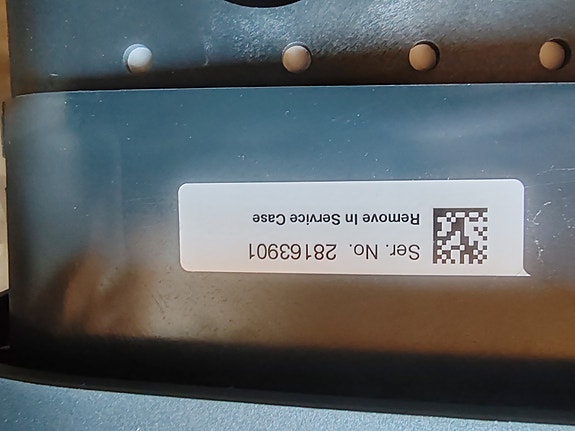 Ser. No. 28163901
Remove In Service Case